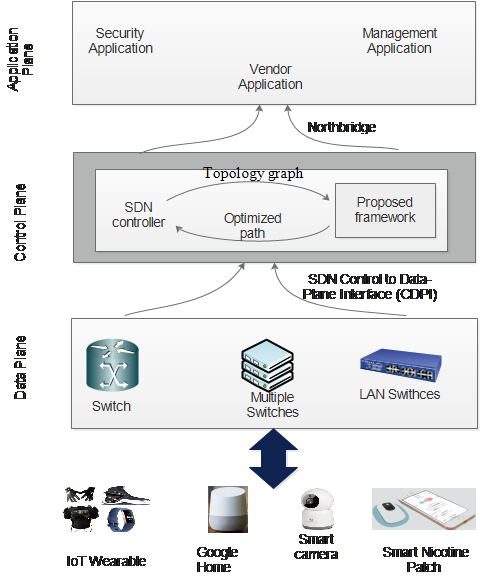 Application
Plane
Security
Application
Management
Application
Vendor
Application
Northbridge
Control Plane
Topology graph
SDN
controller
Optimized
path
Proposed
framework
SDN Control to Data-
Plane Interface (CDPI)
Data Plane
Switch
Multiple
Switches
LAN Swithces
IoT Wearable
Google
Home
Smart
camera
Smart Nicotine
Patch